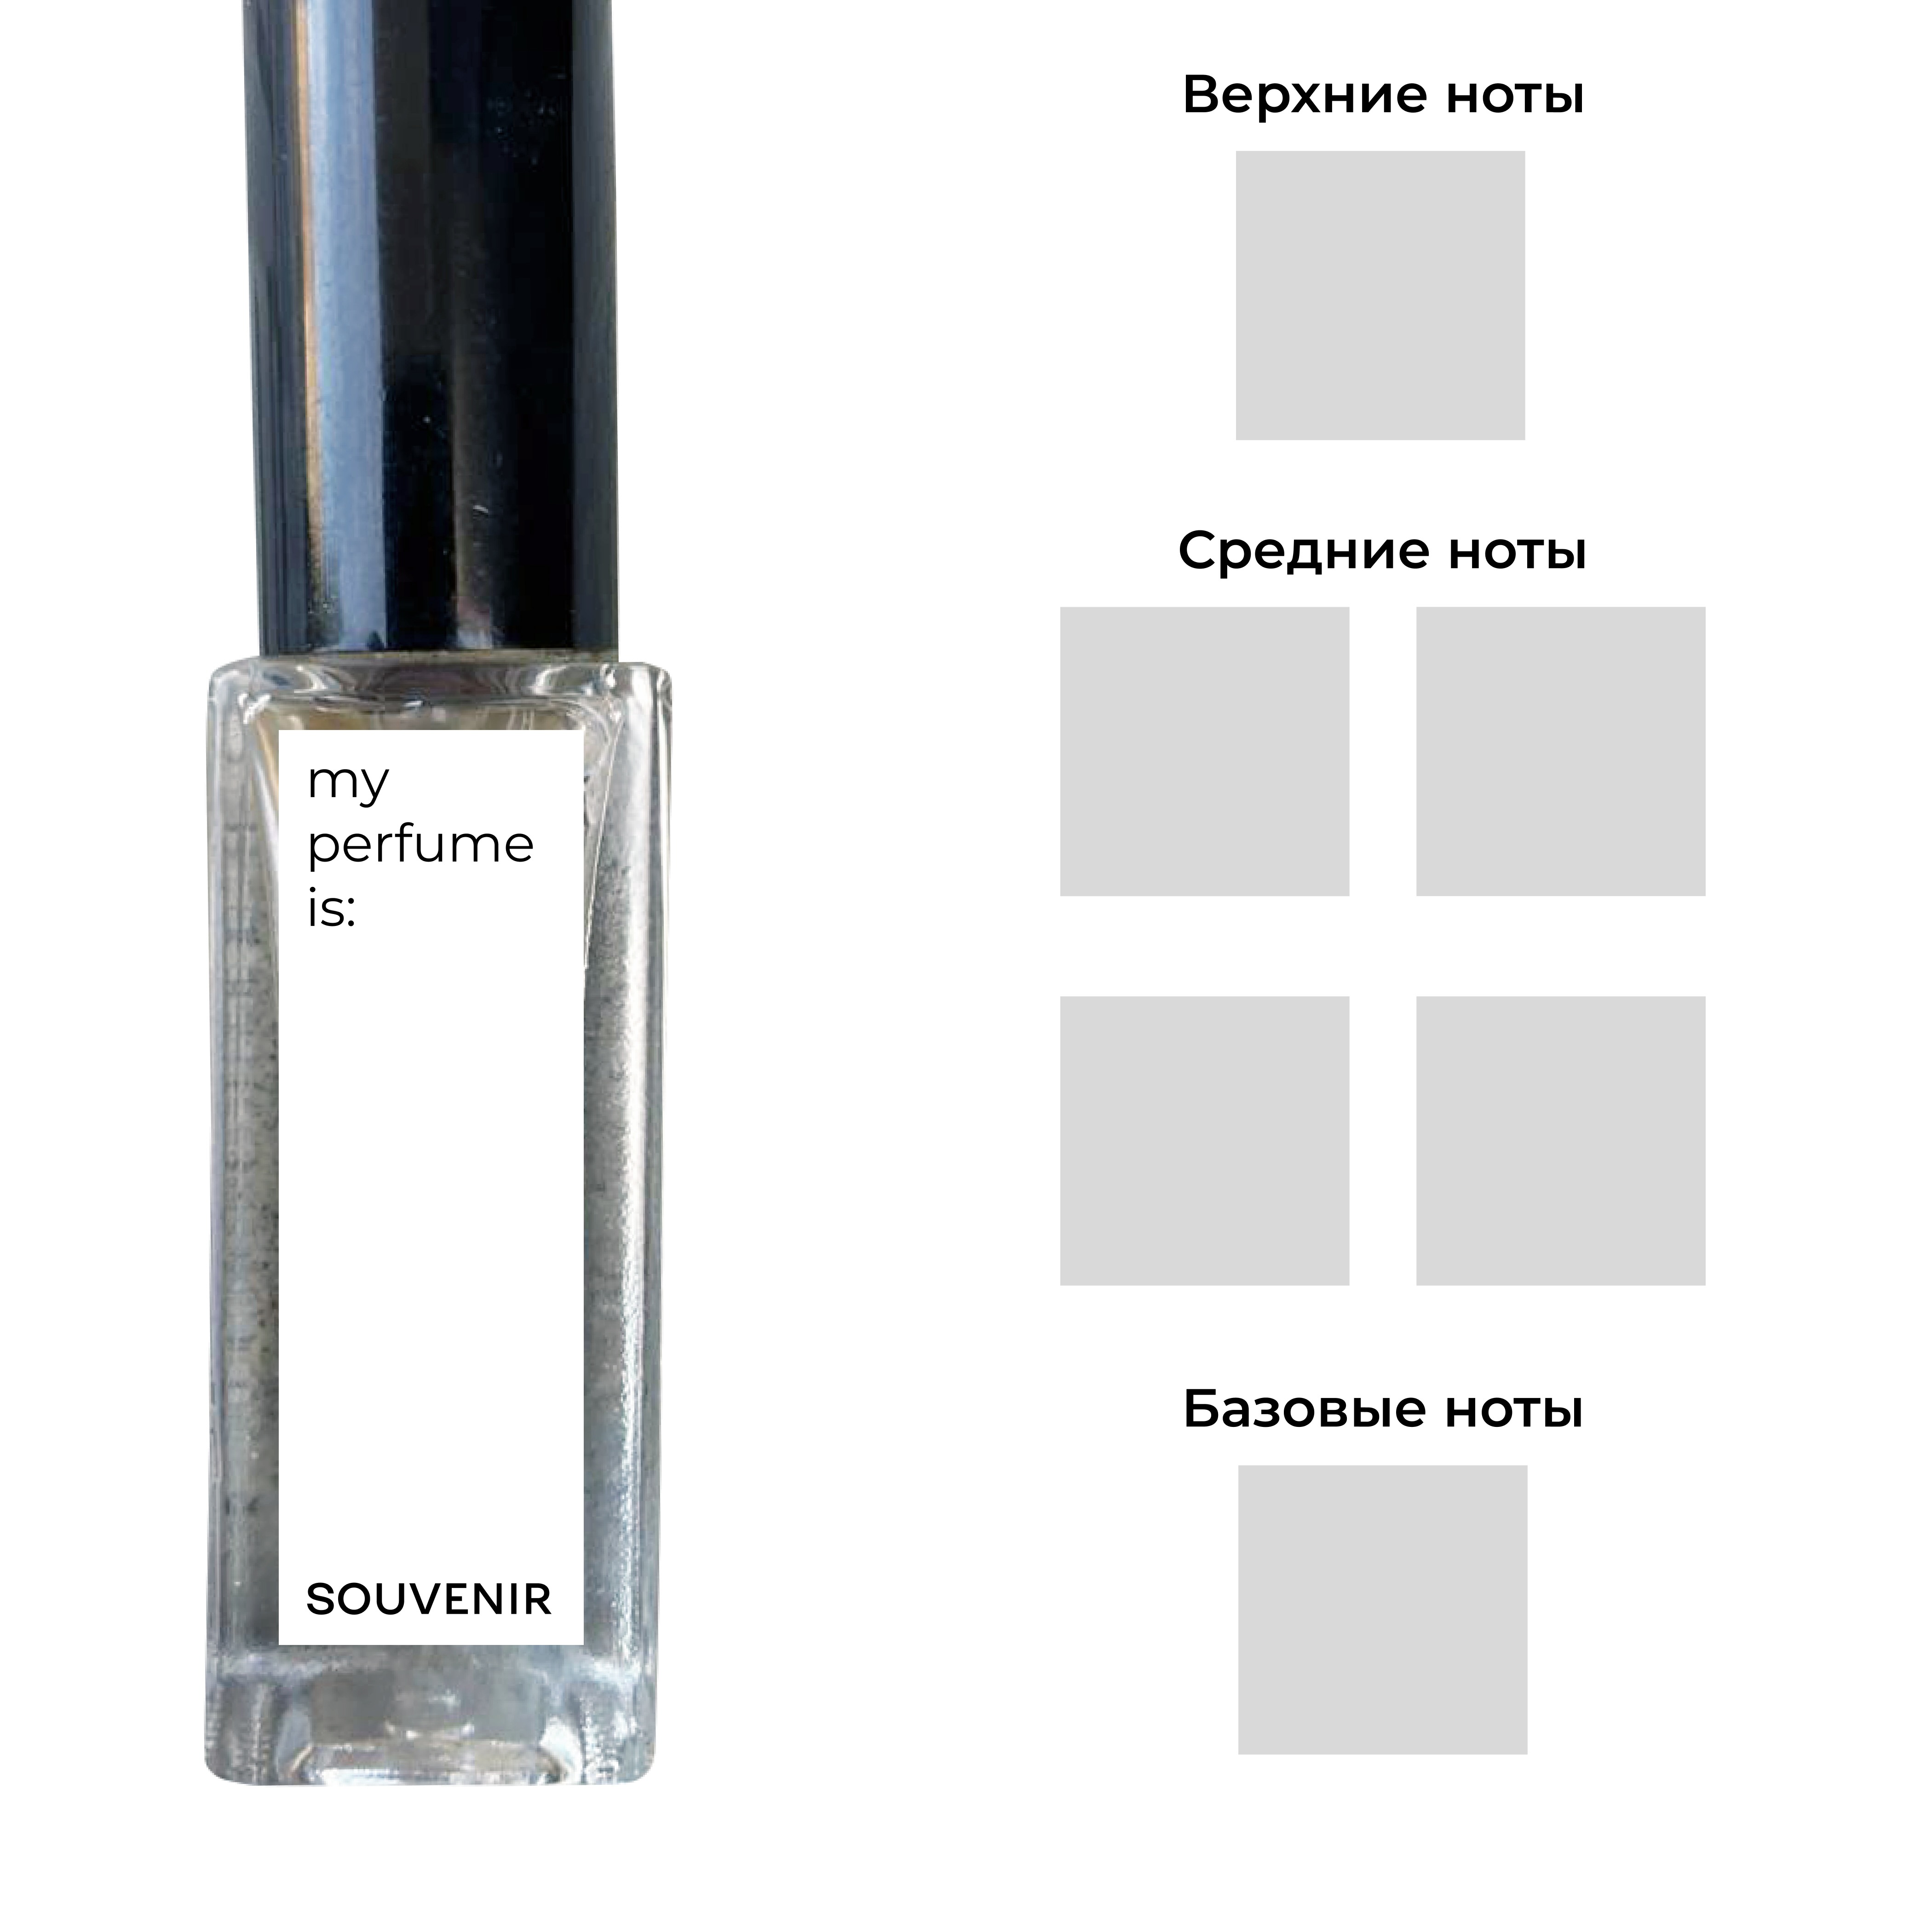 my
perfume
is:
SOUVENIR
Верхние ноты
Средние ноты
Базовые ноты